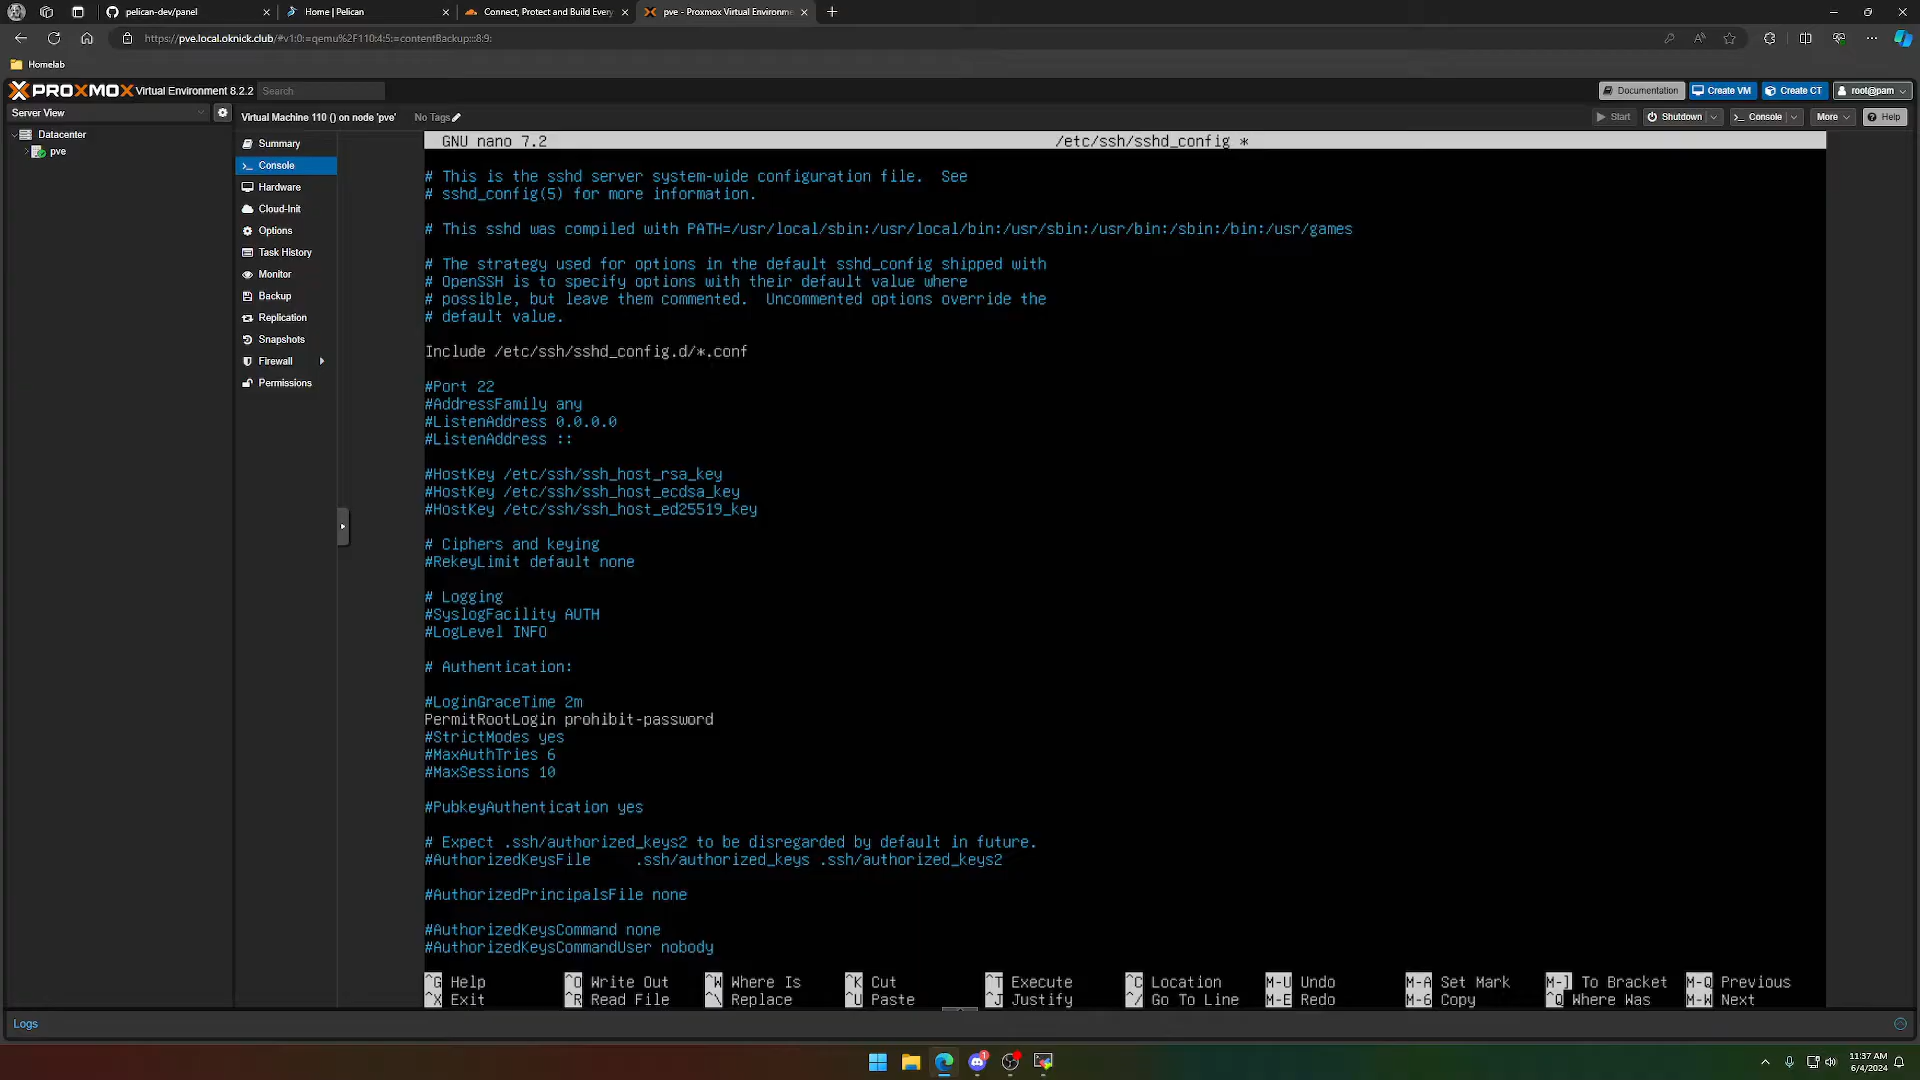 pelican-dev/panel
Home | Pelican
Connect, Protect and Build Every
pve - Proxmox Virtual Environme
https://pve.local.oknick.club/#v1:0:=qemu%2F110:4:5:=contentBackup:::8:9:
Homelab
PROXMOX Virtual Environment 8.2.2
Search
Documentation
Create VM
Create CT
root@pam
Server View
Virtual Machine 110 () on node 'pve'
No Tags
Start
Shutdown
Console
More
Help
Datacenter
pve
Summary
Console
Hardware
Cloud-Init
Options
Task History
Monitor
Backup
Replication
Snapshots
Firewall
Permissions
GNU nano 7.2 /etc/ssh/sshd_config *
# This is the sshd server system-wide configuration file.  See
# sshd_config(5) for more information.
# This sshd was compiled with PATH=/usr/local/sbin:/usr/local/bin:/usr/sbin:/usr/bin:/sbin:/bin:/usr/games
# The strategy used for options in the default sshd_config shipped with
# OpenSSH is to specify options with their default value where
# possible, but leave them commented.  Uncommented options override the
# default value.
Include /etc/ssh/sshd_config.d/*.conf
#Port 22
#AddressFamily any
#ListenAddress 0.0.0.0
#ListenAddress ::
#HostKey /etc/ssh/ssh_host_rsa_key
#HostKey /etc/ssh/ssh_host_ecdsa_key
#HostKey /etc/ssh/ssh_host_ed25519_key
# Ciphers and keying
#RekeyLimit default none
# Logging
#SyslogFacility AUTH
#LogLevel INFO
# Authentication:
#LoginGraceTime 2m
PermitRootLogin prohibit-password
#StrictModes yes
#MaxAuthTries 6
#MaxSessions 10
#PubkeyAuthentication yes
# Expect .ssh/authorized_keys2 to be disregarded by default in future.
#AuthorizedKeysFile     .ssh/authorized_keys .ssh/authorized_keys2
#AuthorizedPrincipalsFile none
#AuthorizedKeysCommand none
#AuthorizedKeysCommandUser nobody
^G Help ^O Write Out ^W Where Is ^K Cut ^T Execute ^C Location M-U Undo M-A Set Mark M-] To Bracket M-Q Previous
^X Exit ^R Read File ^\ Replace ^U Paste ^J Justify ^/ Go To Line M-E Redo M-6 Copy ^Q Where Was M-W Next
Logs
1
11:37 AM
6/4/2024